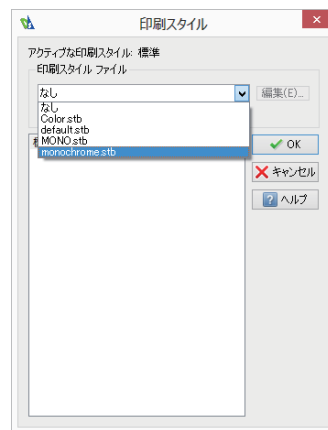 印刷スタイル
アクティブな印刷スタイル: 標準
印刷スタイル ファイル
なし
編集(E)...
なし
Color.stb
default.stb
MONO.stb
monochrome.stb
OK
キャンセル
ヘルプ